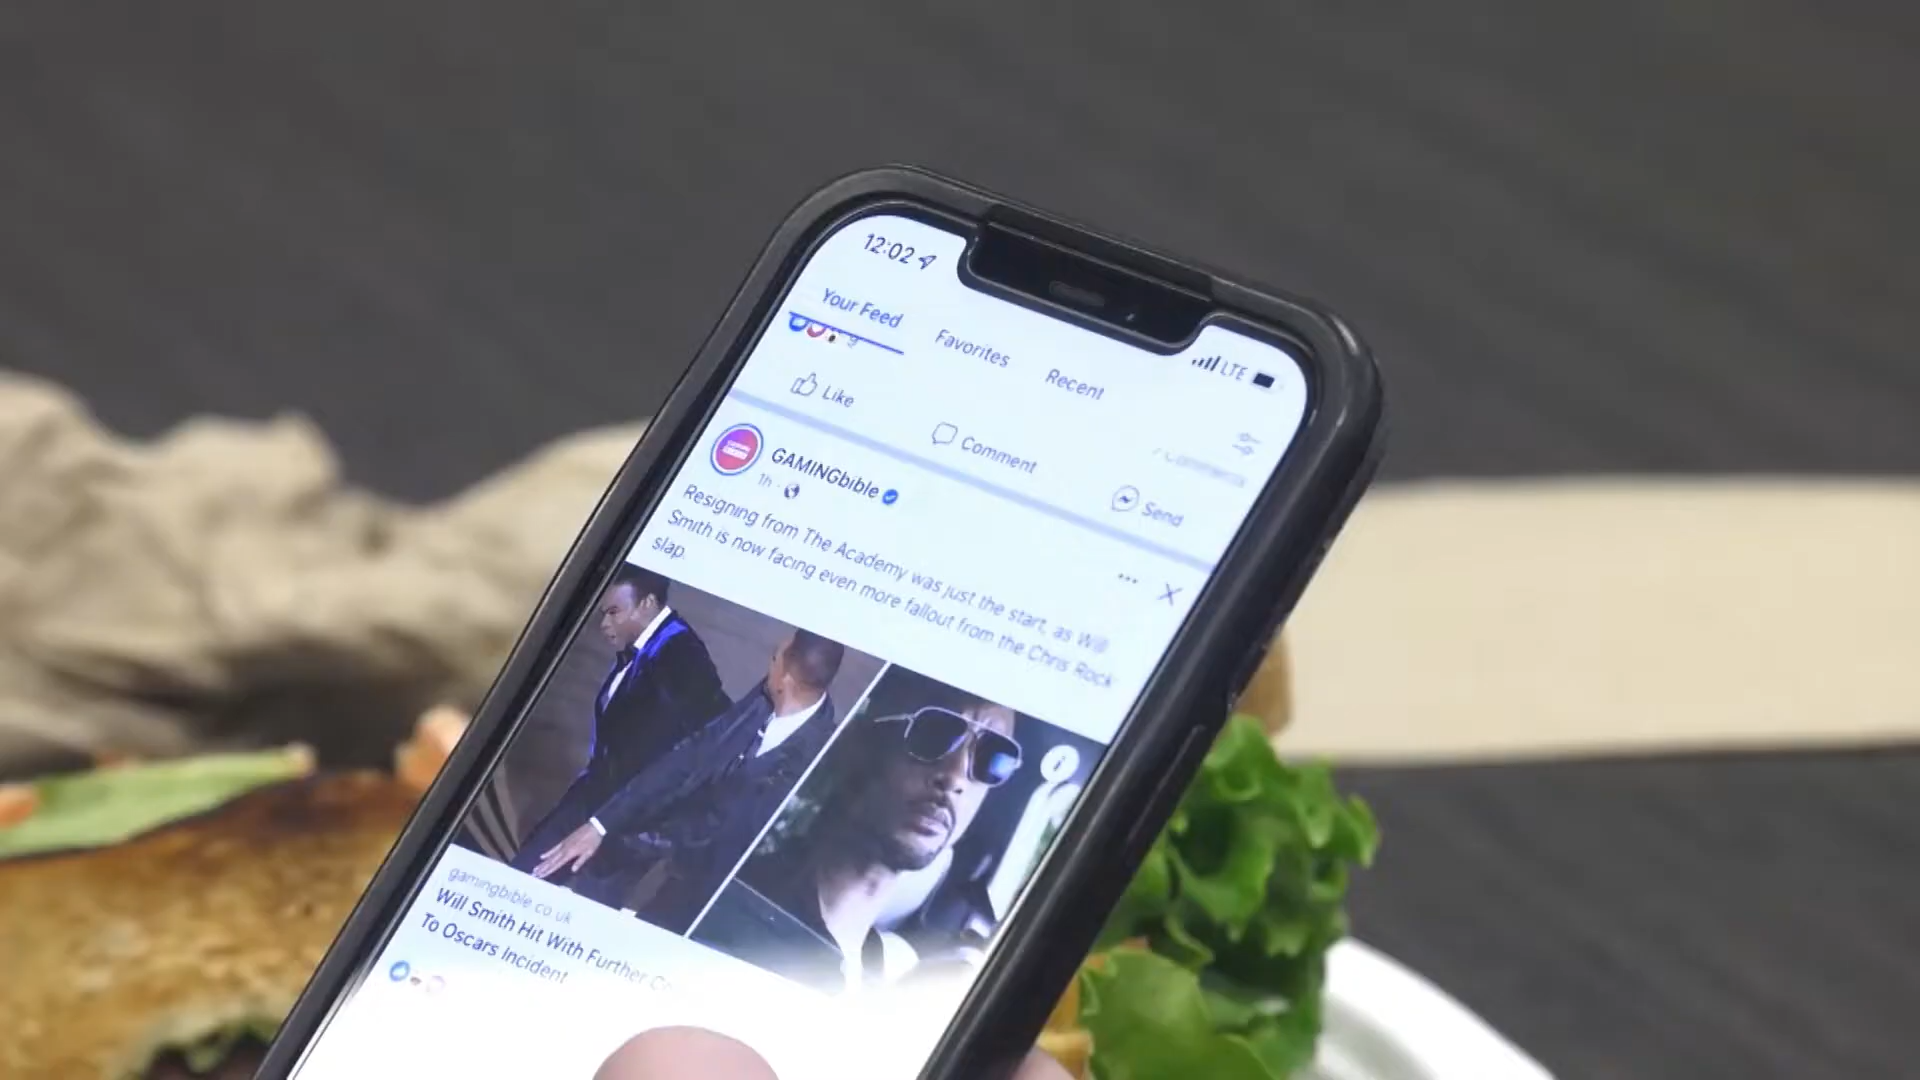 12:02
LTE
Your Feed
Favorites
Recent
Like
Comment
Send
GAMINGbible
1h
Resigning from The Academy was just the start, as Will
Smith is now facing even more fallout from the Chris Rock
slap.
gamingbible.co.uk
Will Smith Hit With Further
To Oscars Incident